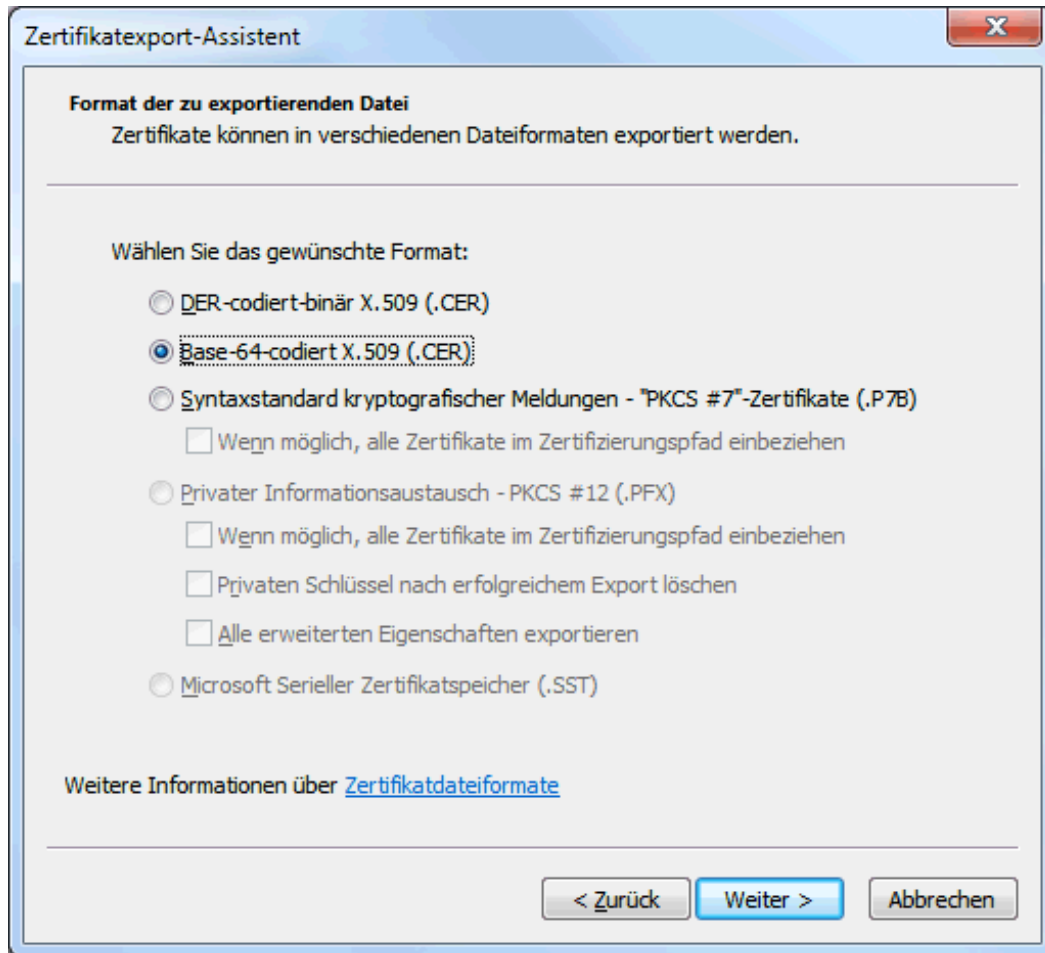 Zertifikatexport-Assistent
Format der zu exportierenden Datei
Zertifikate können in verschiedenen Dateiformaten exportiert werden.
Wählen Sie das gewünschte Format:
DER-codiert-binär X.509 (.CER)
Base-64-codiert X.509 (.CER)
Syntaxstandard kryptografischer Meldungen - "PKCS #7"-Zertifikate (.P7B)
Wenn möglich, alle Zertifikate im Zertifizierungspfad einbeziehen
Privater Informationsaustausch - PKCS #12 (.PFX)
Wenn möglich, alle Zertifikate im Zertifizierungspfad einbeziehen
Privaten Schlüssel nach erfolgreichem Export löschen
Alle erweiterten Eigenschaften exportieren
Microsoft Serieller Zertifikatspeicher (.SST)
Weitere Informationen über Zertifikatdateiformate
< Zurück Weiter > Abbrechen